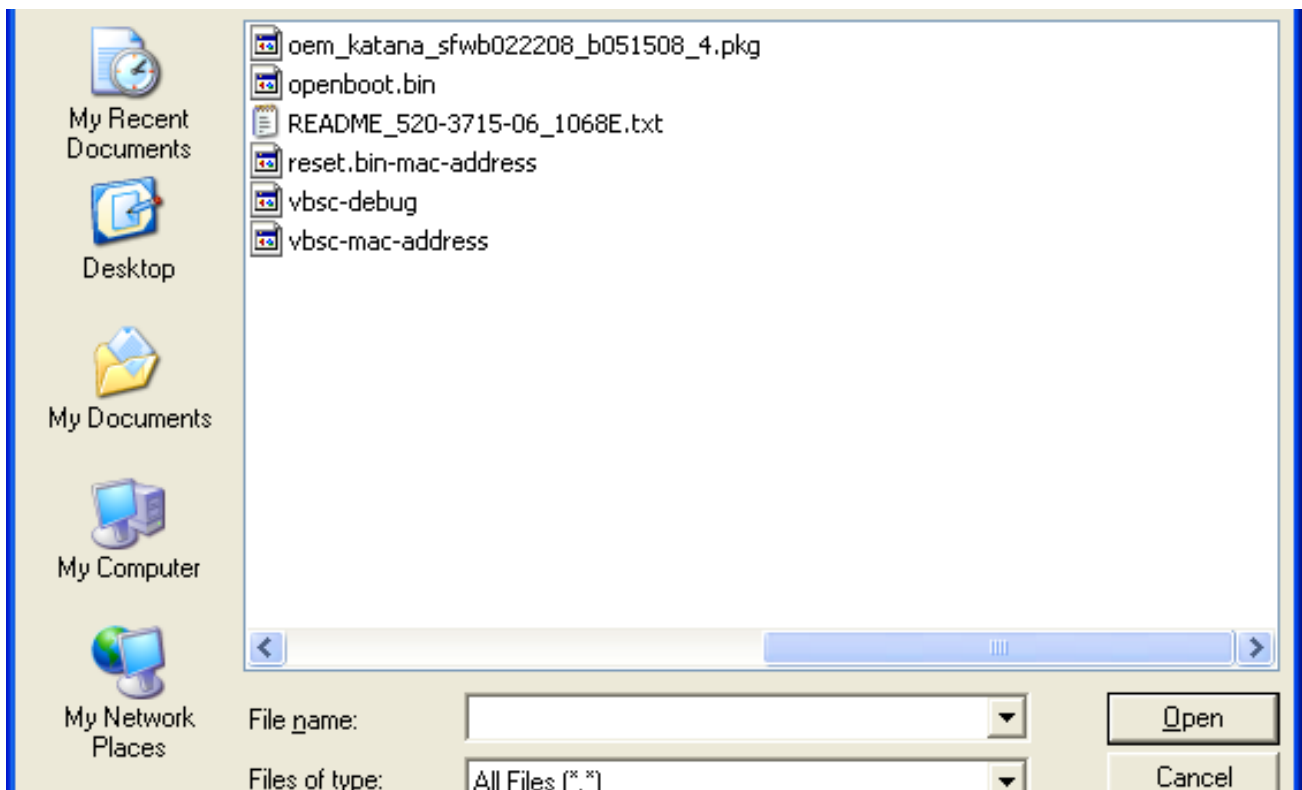 My Recent
Documents
Desktop
My Documents
My Computer
My Network
Places
oem_katana_sfwb022208_b051508_4.pkg
openboot.bin
README_520-3715-06_1068E.txt
reset.bin-mac-address
vbsc-debug
vbsc-mac-address
File name:
Open
Files of type:
All Files (*.*)
Cancel